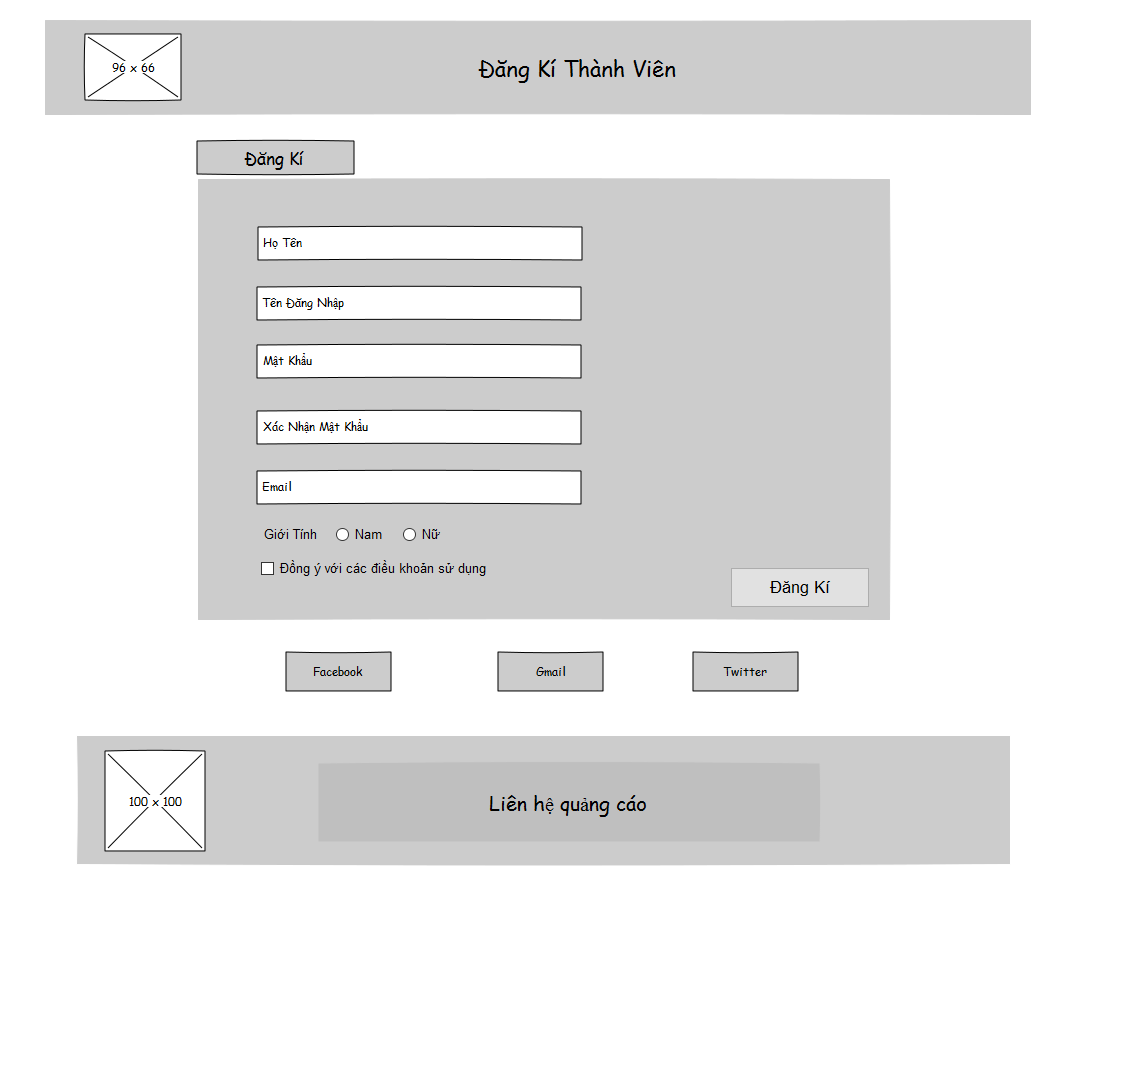 96 x 66
Đăng Kí Thành Viên
Đăng Kí
Họ Tên
Tên Đăng Nhập
Mật Khẩu
Xác Nhận Mật Khẩu
Email
Giới Tính Nam Nữ
Đồng ý với các điều khoản sử dụng
Đăng Kí
Facebook Gmail Twitter
100 x 100
Liên hệ quảng cáo